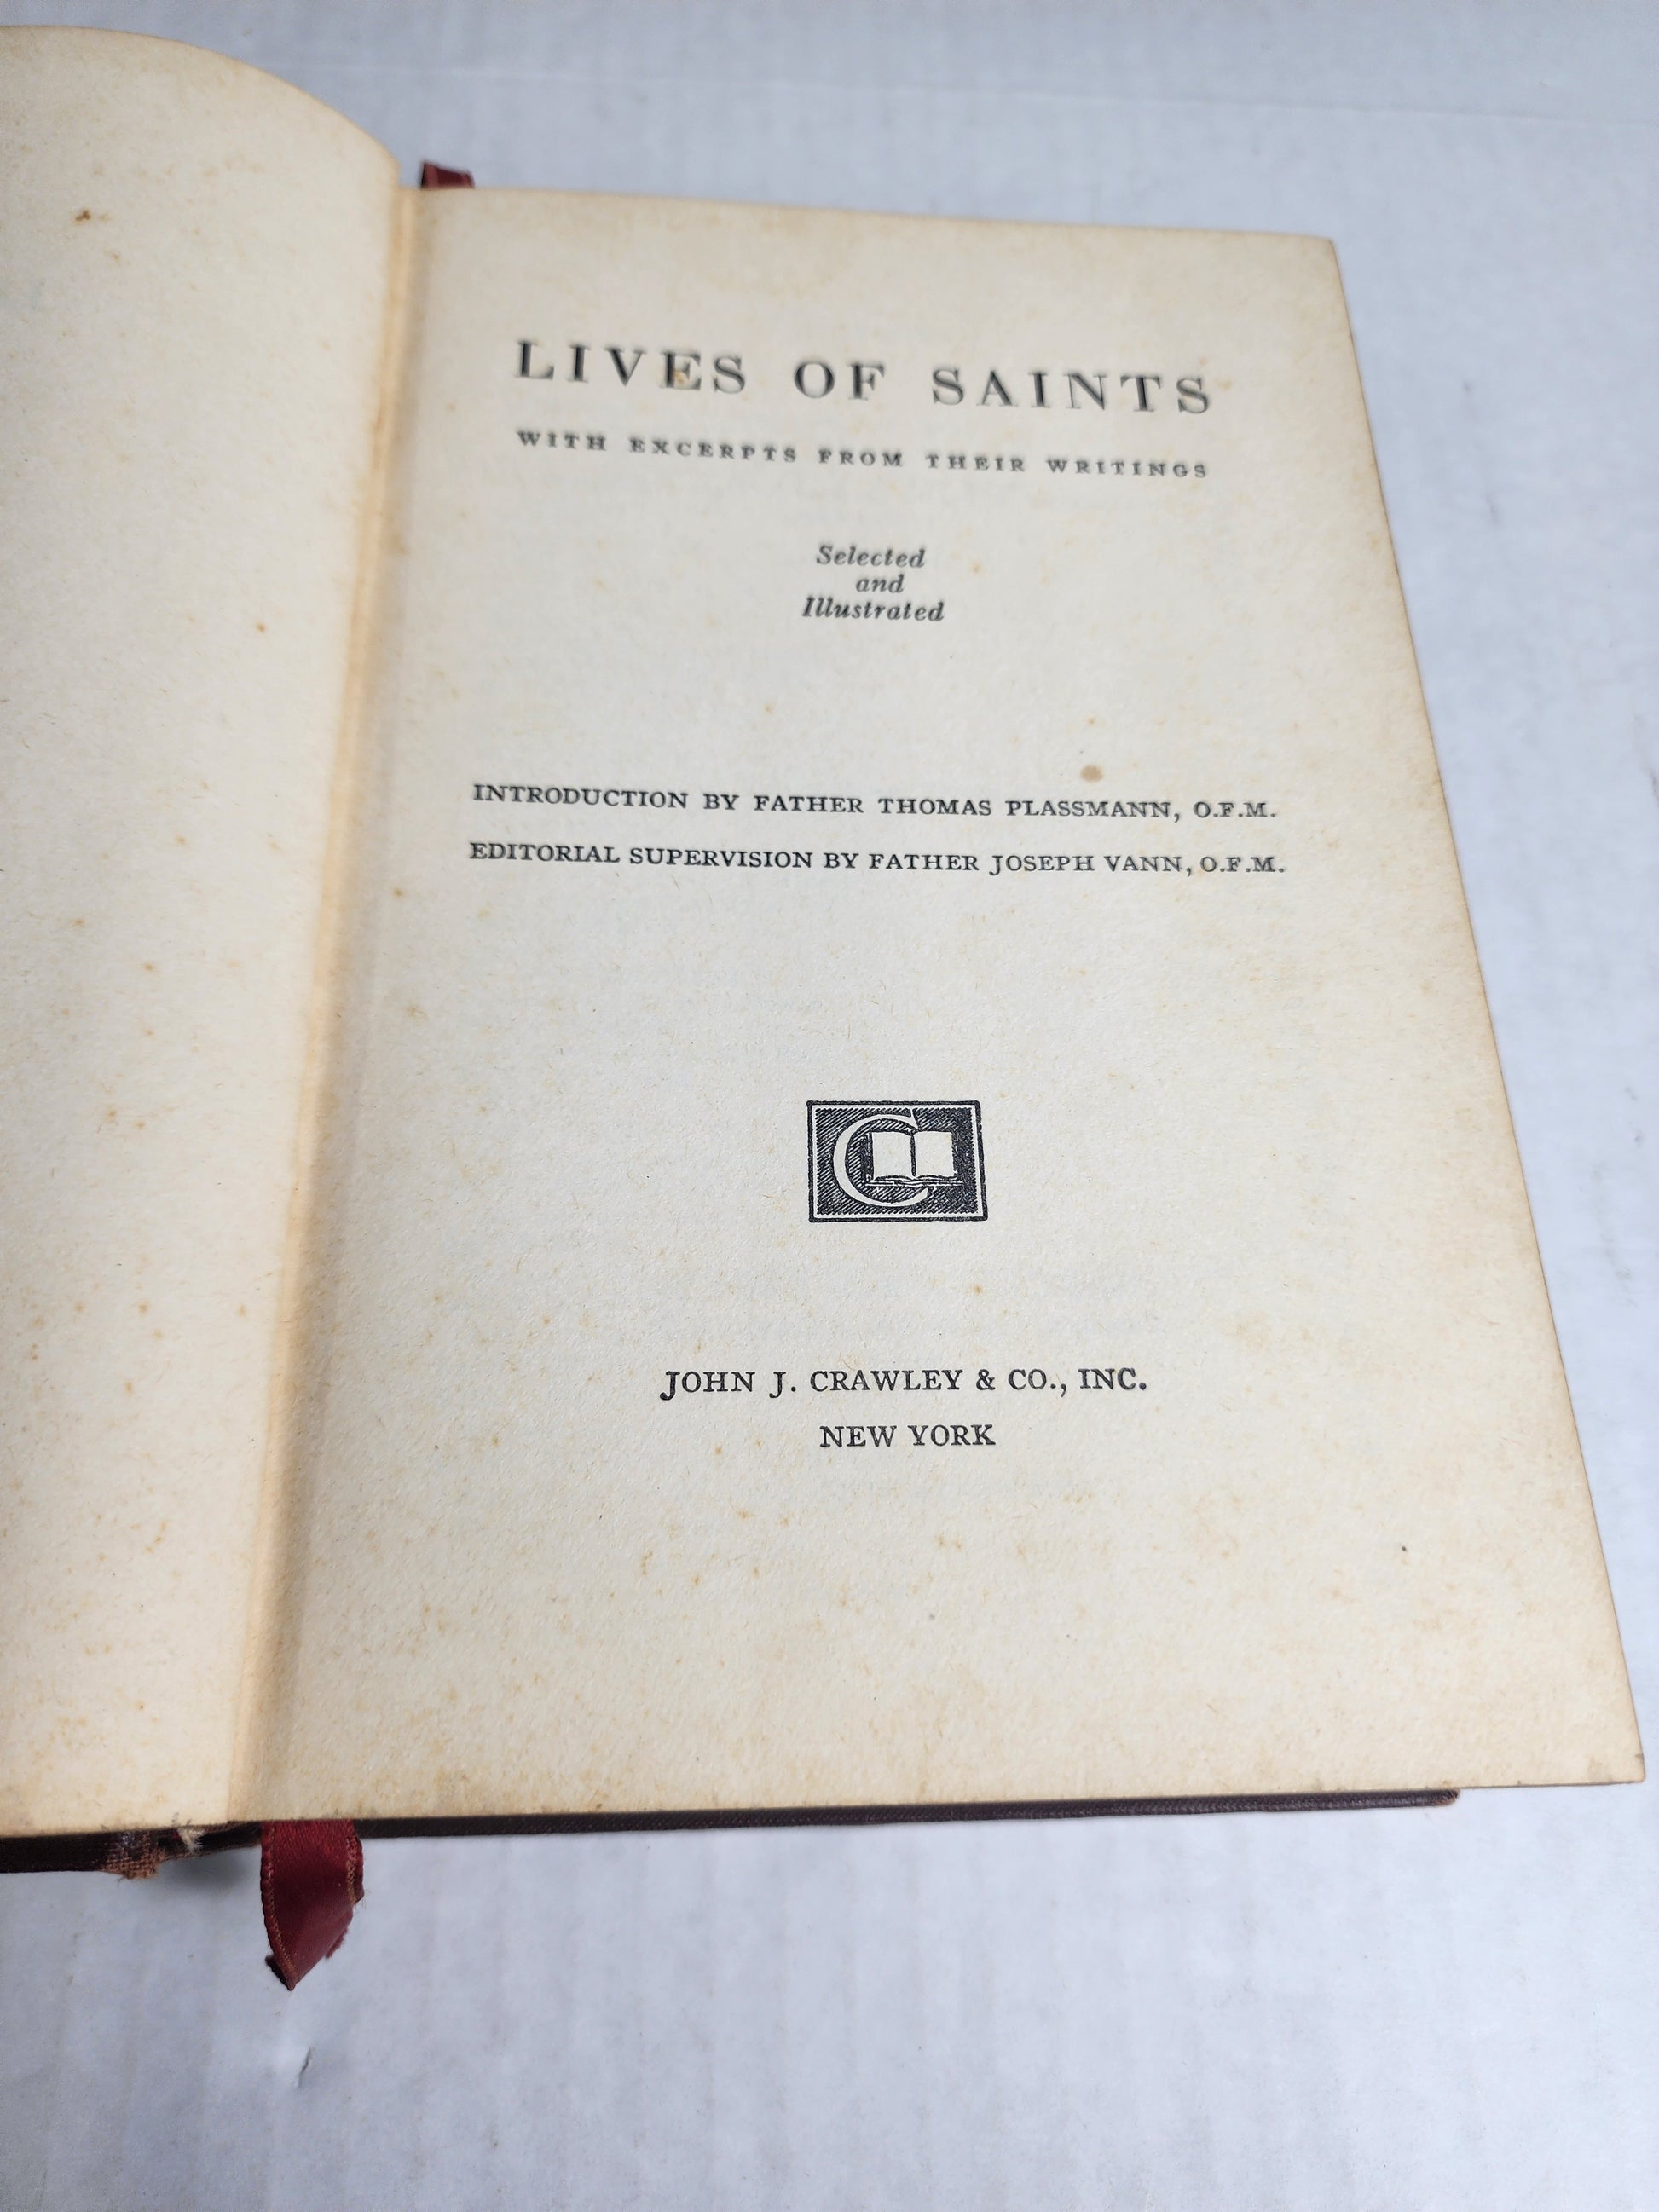 LIVES OF SAINTS
WITH EXCERPTS FROM THEIR WRITINGS
Selected
and
Illustrated
INTRODUCTION BY FATHER THOMAS PLASSMANN, O.F.M.
EDITORIAL SUPERVISION BY FATHER JOSEPH VANN, O.F.M.
C
JOHN J. CRAWLEY & CO., INC.
NEW YORK